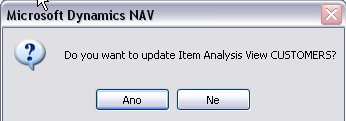 Microsoft Dynamics NAV
Do you want to update Item Analysis View CUSTOMERS?
Ano
Ne